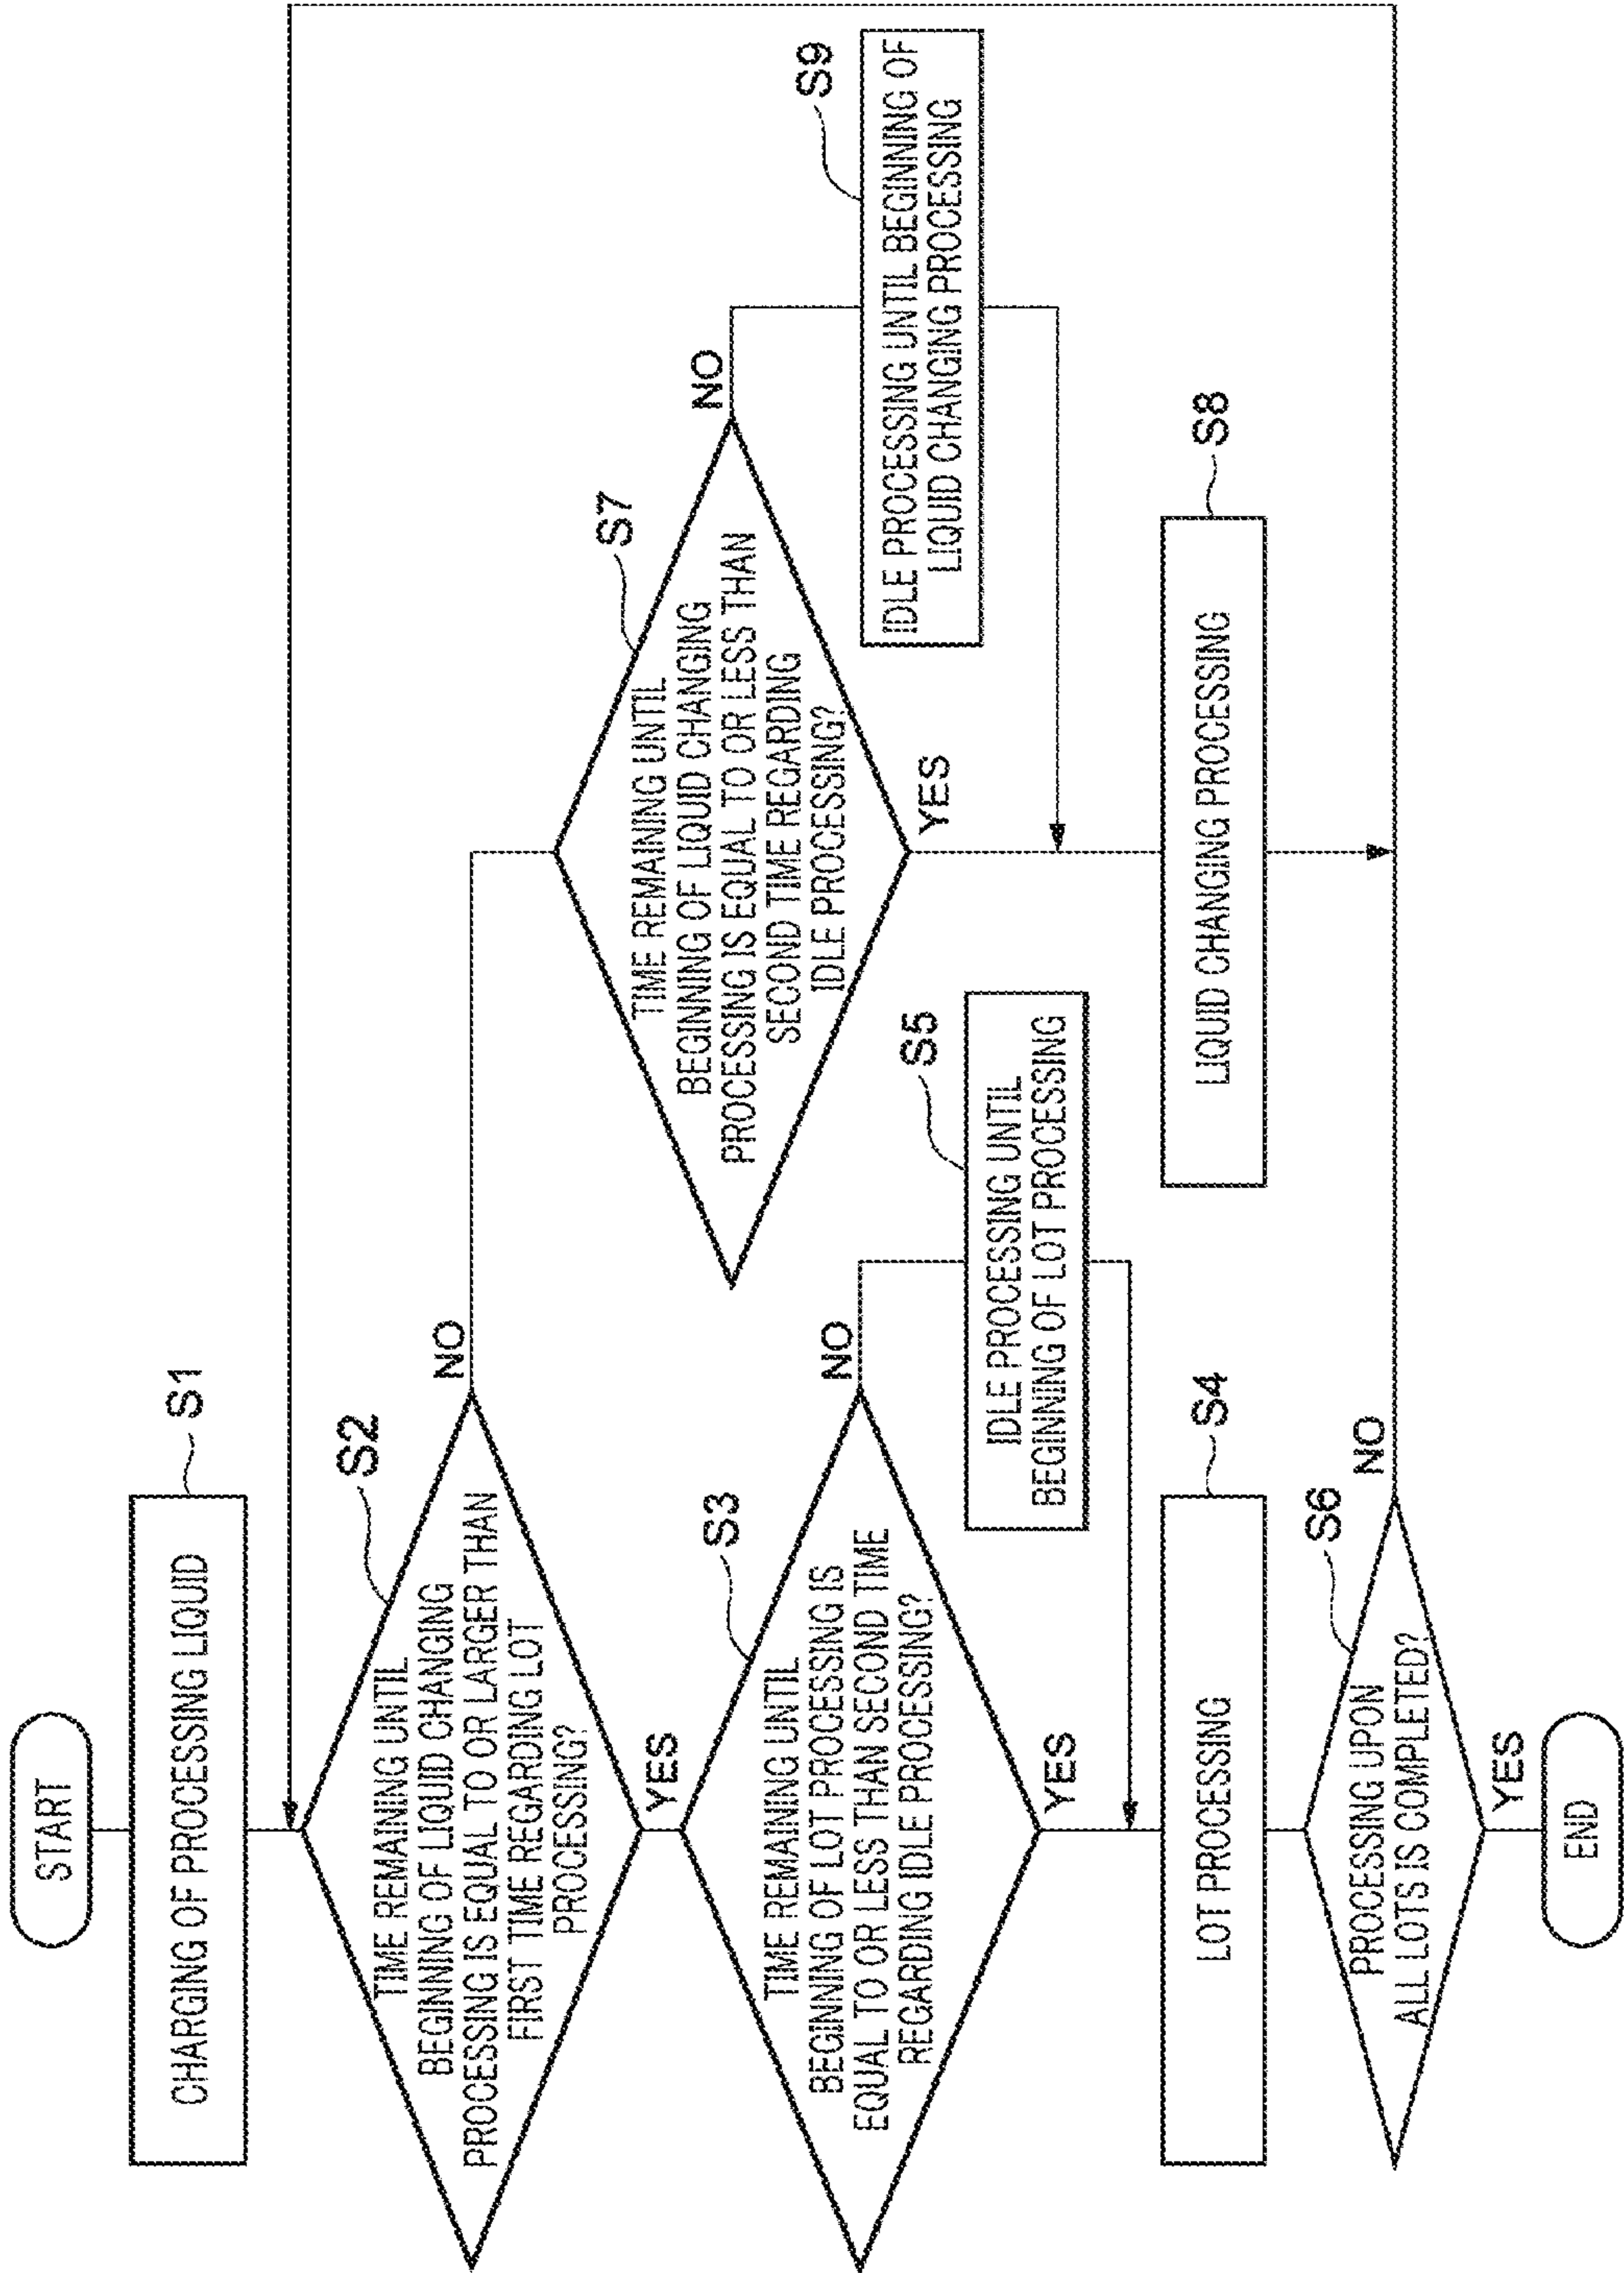 START
CHARGING OF PROCESSING LIQUID
S1
TIME REMAINING UNTIL
BEGINNING OF LIQUID CHANGING
PROCESSING IS EQUAL TO OR LARGER THAN
FIRST TIME REGARDING LOT
PROCESSING?
S2
NO
YES
TIME REMAINING UNTIL
BEGINNING OF LOT PROCESSING IS
EQUAL TO OR LESS THAN SECOND TIME
REGARDING IDLE PROCESSING?
S3
NO
YES
IDLE PROCESSING UNTIL
BEGINNING OF LOT PROCESSING
S5
LOT PROCESSING
S4
PROCESSING UPON
ALL LOTS IS COMPLETED?
S6
NO
YES
END
TIME REMAINING UNTIL
BEGINNING OF LIQUID CHANGING
PROCESSING IS EQUAL TO OR LESS THAN
SECOND TIME REGARDING
IDLE PROCESSING?
S7
NO
YES
IDLE PROCESSING UNTIL BEGINNING OF
LIQUID CHANGING PROCESSING
S9
LIQUID CHANGING PROCESSING
S8